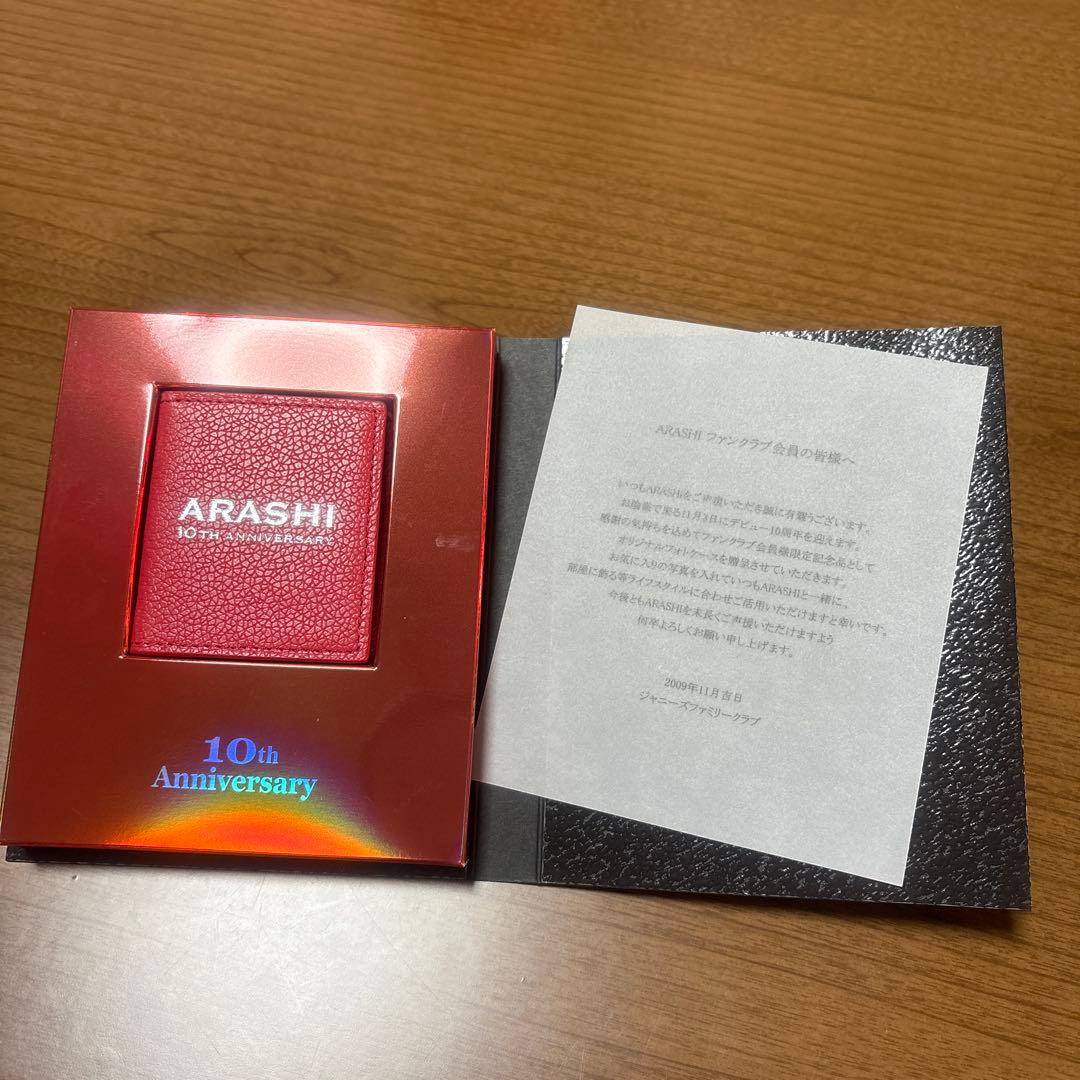 ARASHI
10TH ANNIVERSARY
10th
Anniversary
ARASHI ファンクラブ会員の皆様へ
いつもARASHIをご声援いただき誠に有難うございます。
お陰様で来る11月3日にデビュー10周年を迎えます。
感謝の気持ちを込めてファンクラブ会員様限定記念品として
オリジナルフォトケースを贈呈させていただきます。
お気に入りの写真を入れていつもARASHIと一緒に、
部屋に飾る等ライフスタイルに合わせご活用いただけますと幸いです。
今後ともARASHIを末長くご声援いただけますよう
何卒よろしくお願い申し上げます。
2009年11月吉日
ジャニーズファミリークラブ